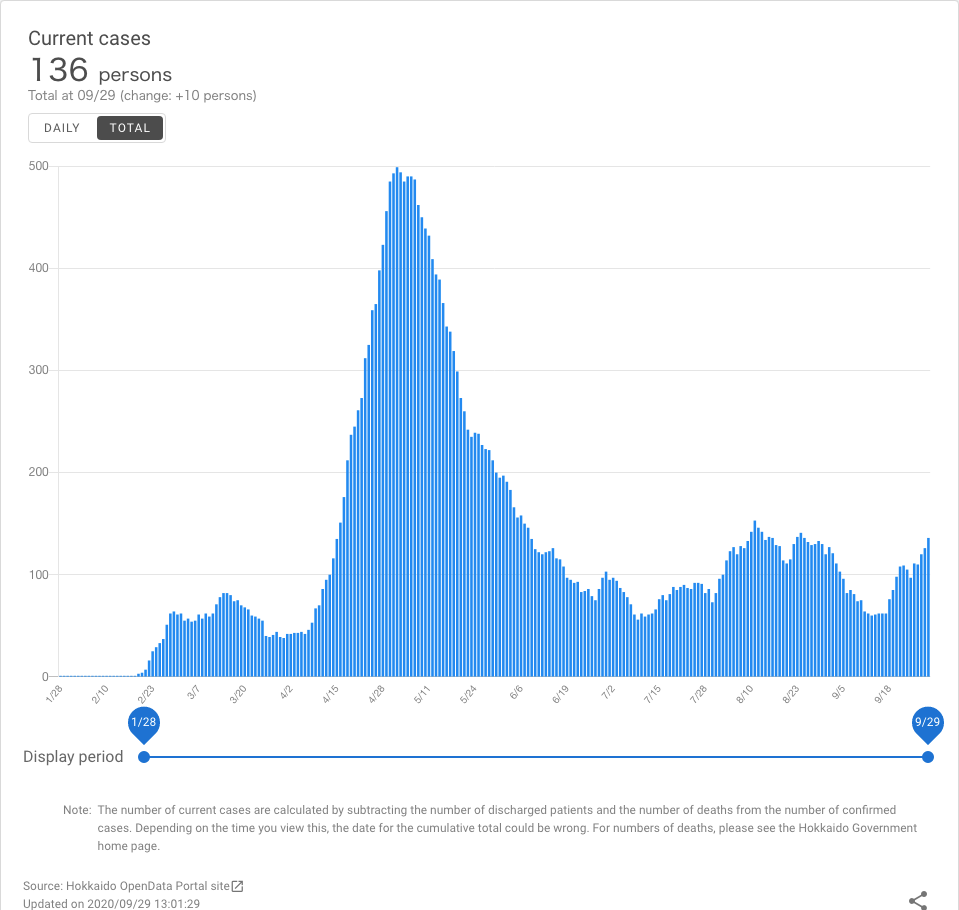 Current cases
136 persons
Total at 09/29 (change: +10 persons)
DAILY TOTAL
500
400
300
200
100
0
1/28 2/10 2/23 3/7 3/20 4/2 4/15 4/28 5/11 5/24 6/6 6/19 7/2 7/15 7/28 8/10 8/23 9/5 9/18
1/28 9/29
Display period
Note: The number of current cases are calculated by subtracting the number of discharged patients and the number of deaths from the number of confirmed
cases. Depending on the time you view this, the date for the cumulative total could be wrong. For numbers of deaths, please see the Hokkaido Government
home page.
Source: Hokkaido OpenData Portal site
Updated on 2020/09/29 13:01:29